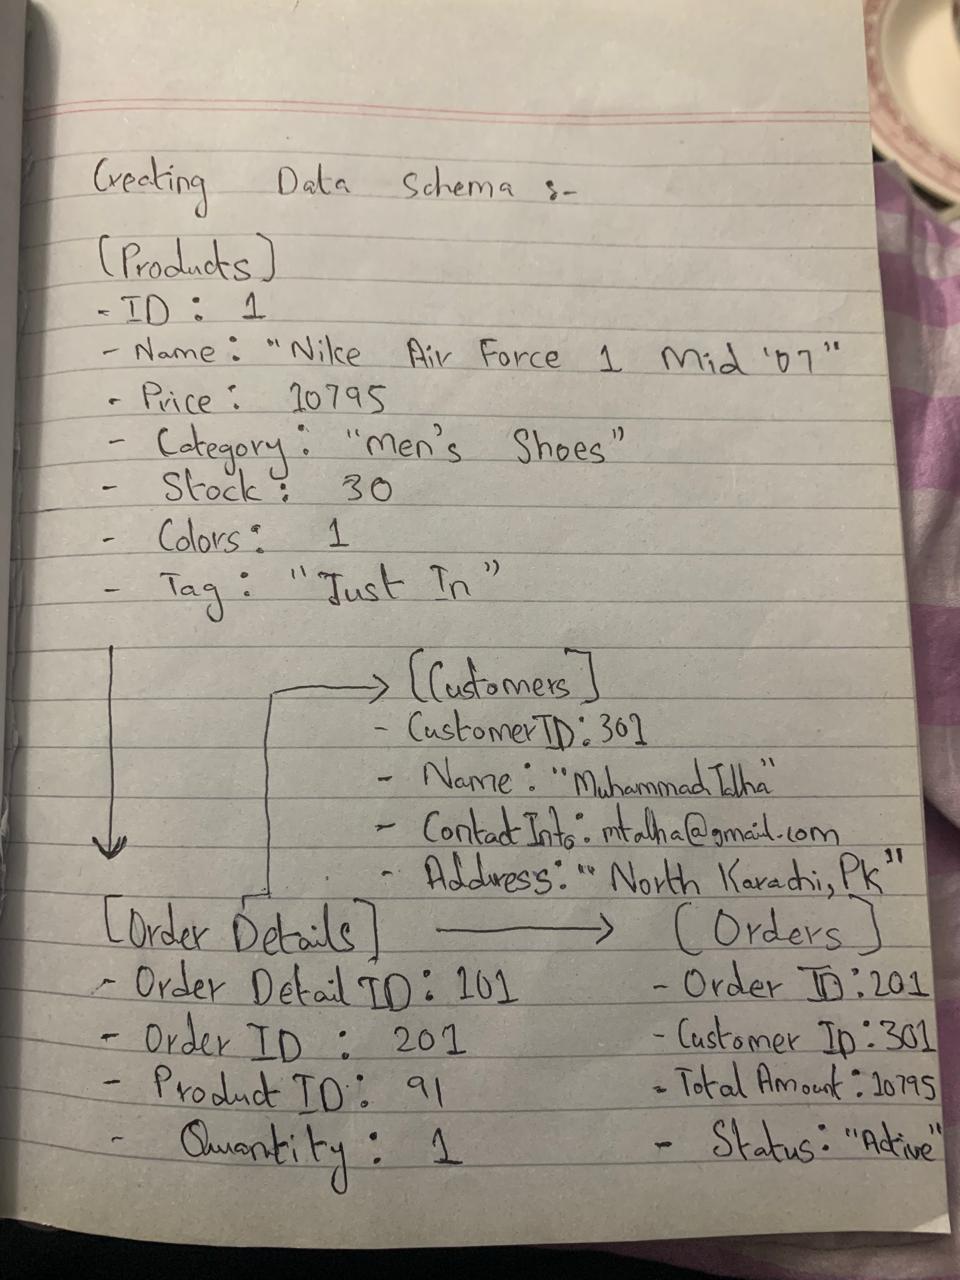 Creating Data Schema :-
[Products]
- ID : 1
- Name : "Nike Air Force 1 Mid '07"
- Price : 10795
- Category : "Men's Shoes"
- Stock : 30
- Colors : 1
- Tag : "Just In"
[Customers]
- CustomerID : 301
- Name : "Muhammad Talha"
- Contact Info : mtalha@gmail.com
- Address : "North Karachi, Pk"
[Order Details]
- Order Detail ID : 101
- Order ID : 201
- Product ID : 91
- Quantity : 1
[Orders]
- Order ID : 201
- Customer ID : 301
- Total Amount : 10795
- Status : "Active"